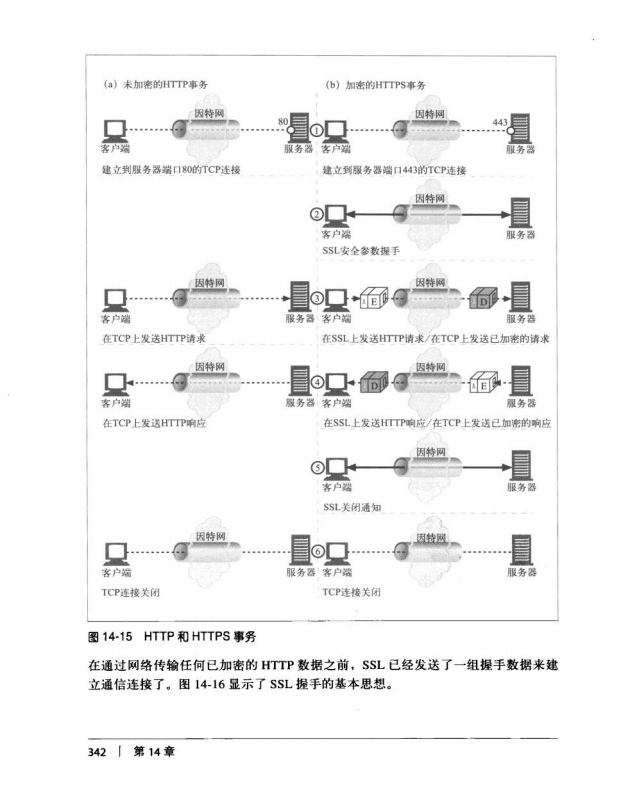 (a) 未加密的HTTP事务
(b) 加密的HTTPS事务
因特网
80
客户端
服务器
建立到服务器端口80的TCP连接
①
因特网
443
客户端
服务器
建立到服务器端口443的TCP连接
②
因特网
客户端
服务器
SSL安全参数握手
因特网
客户端
服务器
在TCP上发送HTTP请求
③
E
因特网
D
客户端
服务器
在SSL上发送HTTP请求/在TCP上发送已加密的请求
因特网
客户端
服务器
在TCP上发送HTTP响应
④
D
因特网
E
客户端
服务器
在SSL上发送HTTP响应/在TCP上发送已加密的响应
⑤
因特网
客户端
服务器
SSL关闭通知
因特网
客户端
服务器
TCP连接关闭
⑥
因特网
客户端
服务器
TCP连接关闭
图 14-15 HTTP 和 HTTPS 事务
在通过网络传输任何已加密的 HTTP 数据之前，SSL 已经发送了一组握手数据来建
立通信连接了。图 14-16 显示了 SSL 握手的基本思想。
342 | 第 14 章